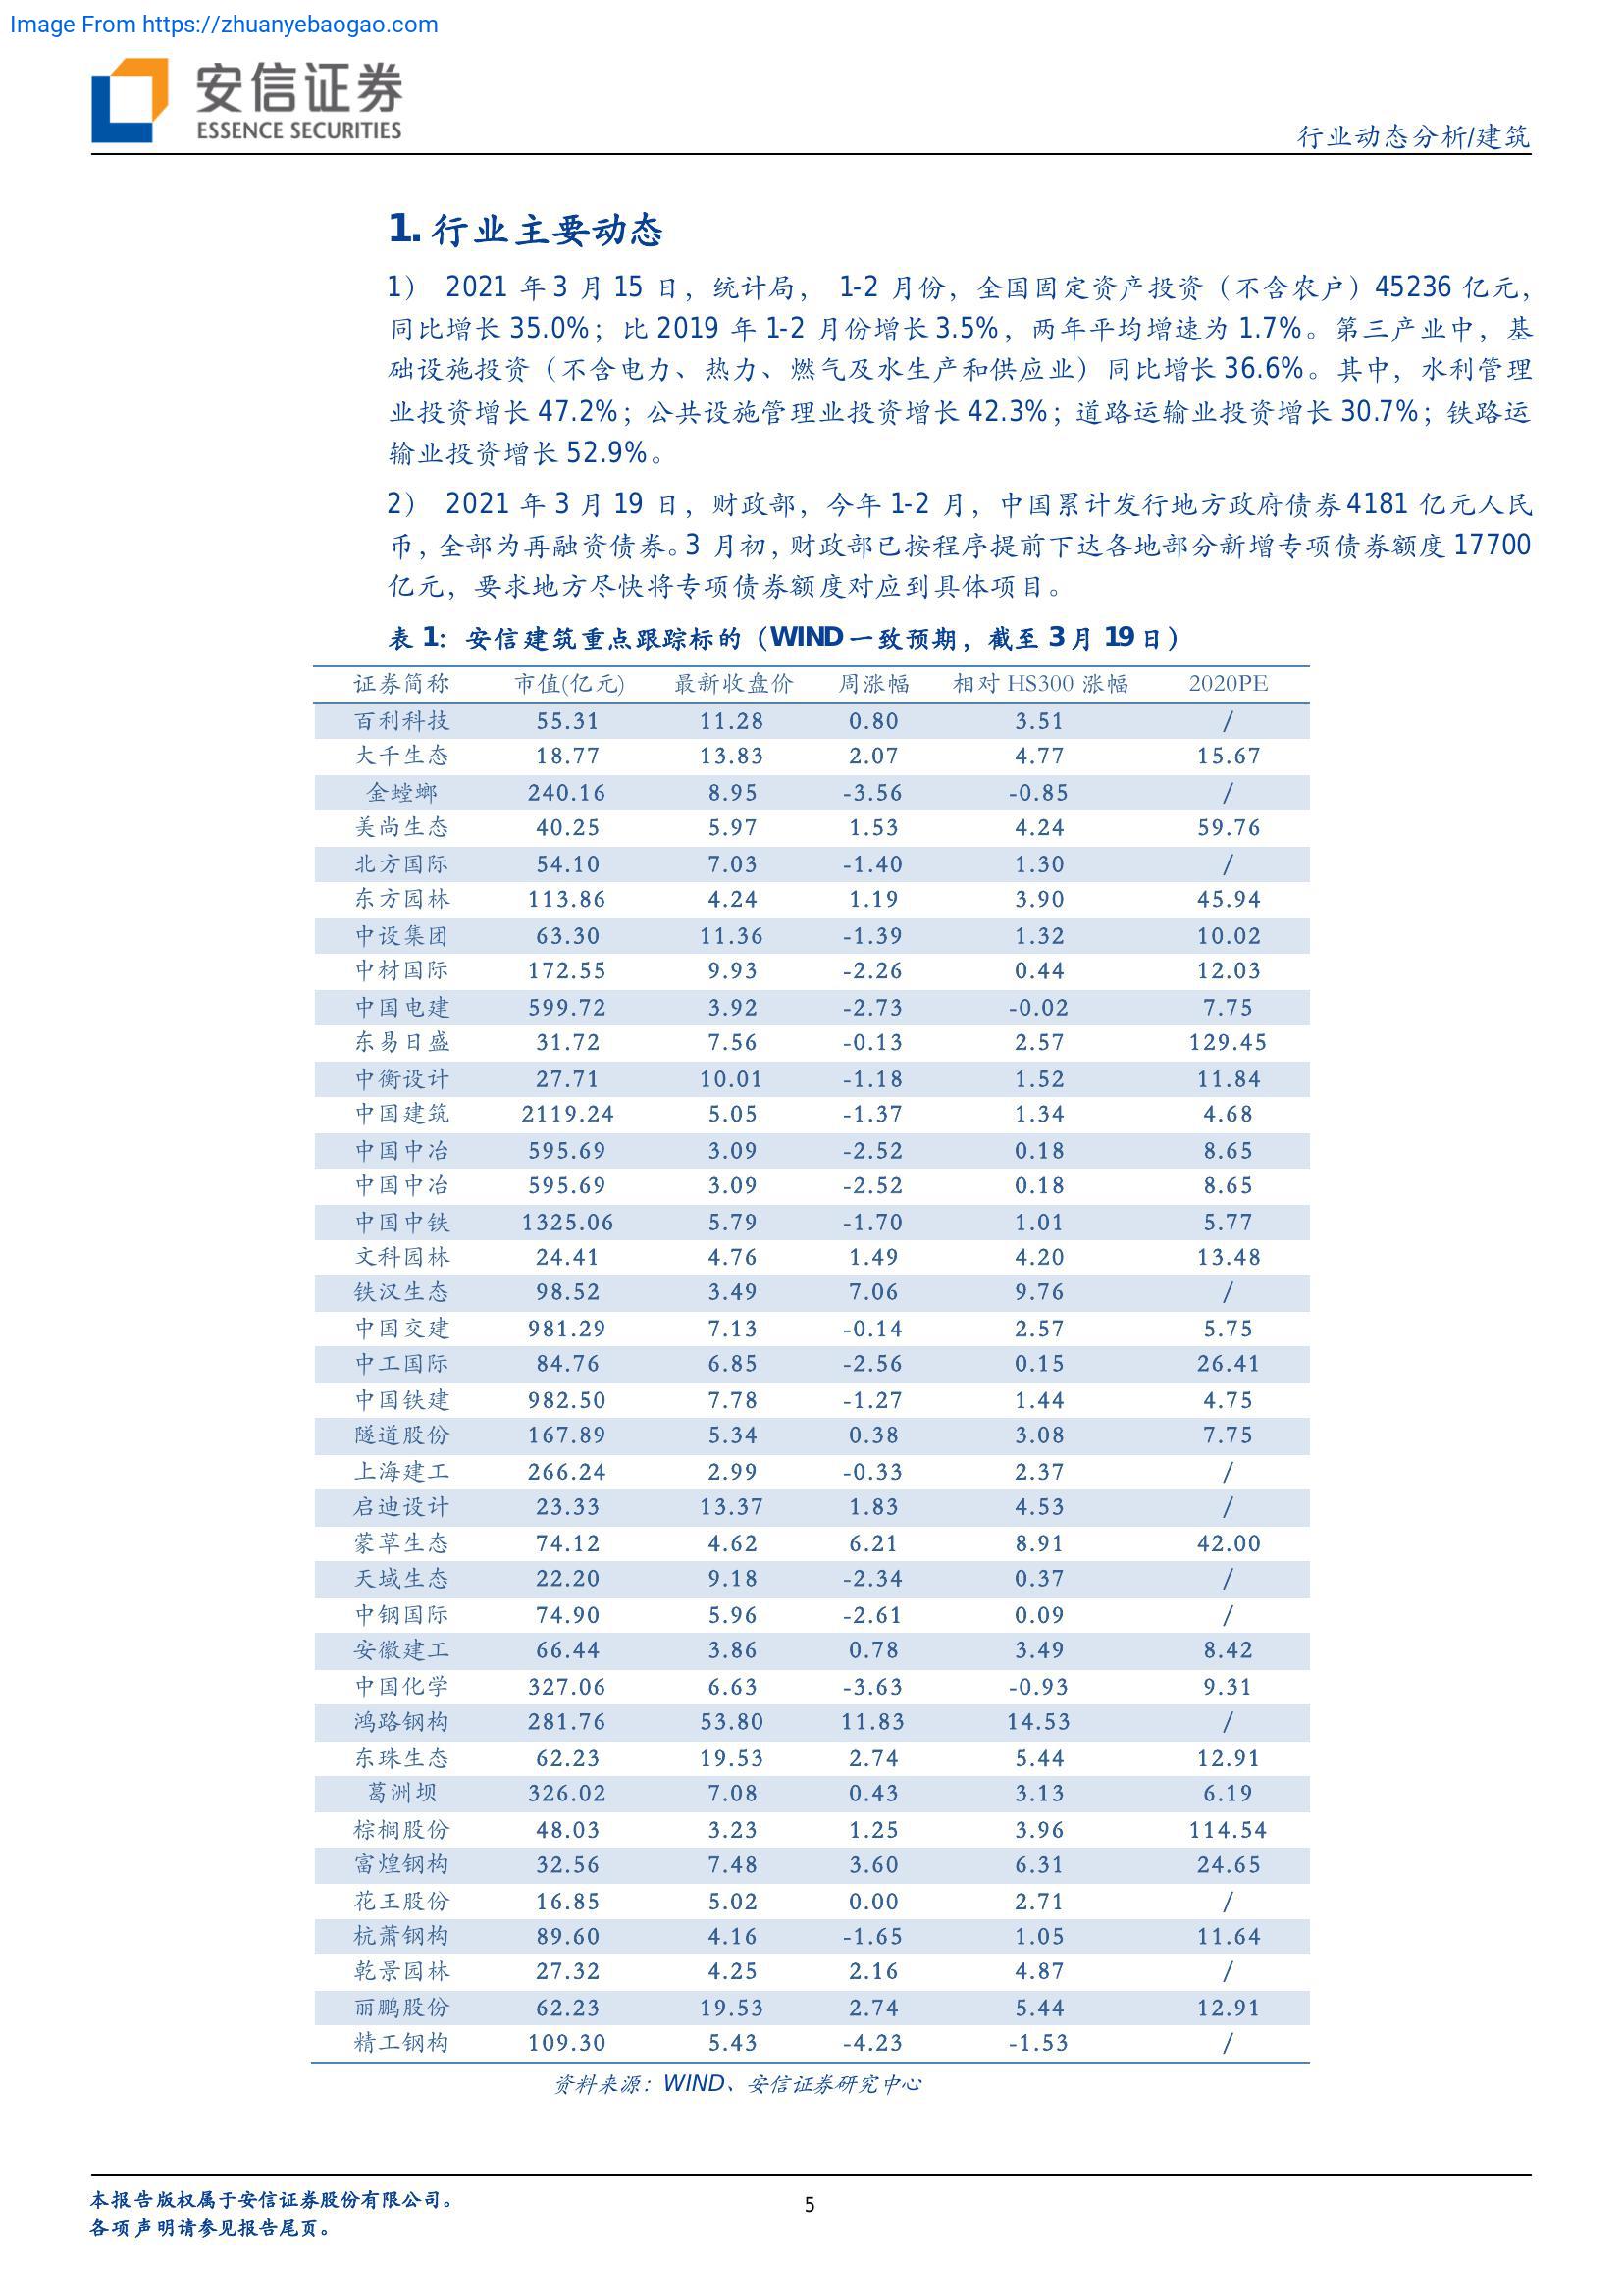 Image From https://zhuanyebaogao.com
安信证券
ESSENCE SECURITIES
行业动态分析/建筑
1. 行业主要动态
1） 2021 年 3 月 15 日，统计局， 1-2 月份，全国固定资产投资（不含农户）45236 亿元，
同比增长 35.0%；比 2019 年 1-2 月份增长 3.5%，两年平均增速为 1.7%。第三产业中，基
础设施投资（不含电力、热力、燃气及水生产和供应业）同比增长 36.6%。其中，水利管理
业投资增长 47.2%；公共设施管理业投资增长 42.3%；道路运输业投资增长 30.7%；铁路运
输业投资增长 52.9%。
2） 2021 年 3 月 19 日，财政部，今年 1-2 月，中国累计发行地方政府债券 4181 亿元人民
币，全部为再融资债券。3 月初，财政部已按程序提前下达各地部分新增专项债券额度 17700
亿元，要求地方尽快将专项债券额度对应到具体项目。
表 1：安信建筑重点跟踪标的（WIND 一致预期，截至 3 月 19 日）
证券简称 市值(亿元) 最新收盘价 周涨幅 相对 HS300 涨幅 2020PE
百利科技 55.31 11.28 0.80 3.51 /
大千生态 18.77 13.83 2.07 4.77 15.67
金螳螂 240.16 8.95 -3.56 -0.85 /
美尚生态 40.25 5.97 1.53 4.24 59.76
北方国际 54.10 7.03 -1.40 1.30 /
东方园林 113.86 4.24 1.19 3.90 45.94
中设集团 63.30 11.36 -1.39 1.32 10.02
中材国际 172.55 9.93 -2.26 0.44 12.03
中国电建 599.72 3.92 -2.73 -0.02 7.75
东易日盛 31.72 7.56 -0.13 2.57 129.45
中衡设计 27.71 10.01 -1.18 1.52 11.84
中国建筑 2119.24 5.05 -1.37 1.34 4.68
中国中冶 595.69 3.09 -2.52 0.18 8.65
中国中冶 595.69 3.09 -2.52 0.18 8.65
中国中铁 1325.06 5.79 -1.70 1.01 5.77
文科园林 24.41 4.76 1.49 4.20 13.48
铁汉生态 98.52 3.49 7.06 9.76 /
中国交建 981.29 7.13 -0.14 2.57 5.75
中工国际 84.76 6.85 -2.56 0.15 26.41
中国铁建 982.50 7.78 -1.27 1.44 4.75
隧道股份 167.89 5.34 0.38 3.08 7.75
上海建工 266.24 2.99 -0.33 2.37 /
启迪设计 23.33 13.37 1.83 4.53 /
蒙草生态 74.12 4.62 6.21 8.91 42.00
天域生态 22.20 9.18 -2.34 0.37 /
中钢国际 74.90 5.96 -2.61 0.09 /
安徽建工 66.44 3.86 0.78 3.49 8.42
中国化学 327.06 6.63 -3.63 -0.93 9.31
鸿路钢构 281.76 53.80 11.83 14.53 /
东珠生态 62.23 19.53 2.74 5.44 12.91
葛洲坝 326.02 7.08 0.43 3.13 6.19
棕榈股份 48.03 3.23 1.25 3.96 114.54
富煌钢构 32.56 7.48 3.60 6.31 24.65
花王股份 16.85 5.02 0.00 2.71 /
杭萧钢构 89.60 4.16 -1.65 1.05 11.64
乾景园林 27.32 4.25 2.16 4.87 /
丽鹏股份 62.23 19.53 2.74 5.44 12.91
精工钢构 109.30 5.43 -4.23 -1.53 /
资料来源：WIND、安信证券研究中心
本报告版权属于安信证券股份有限公司。
各项声明请参见报告尾页。
5